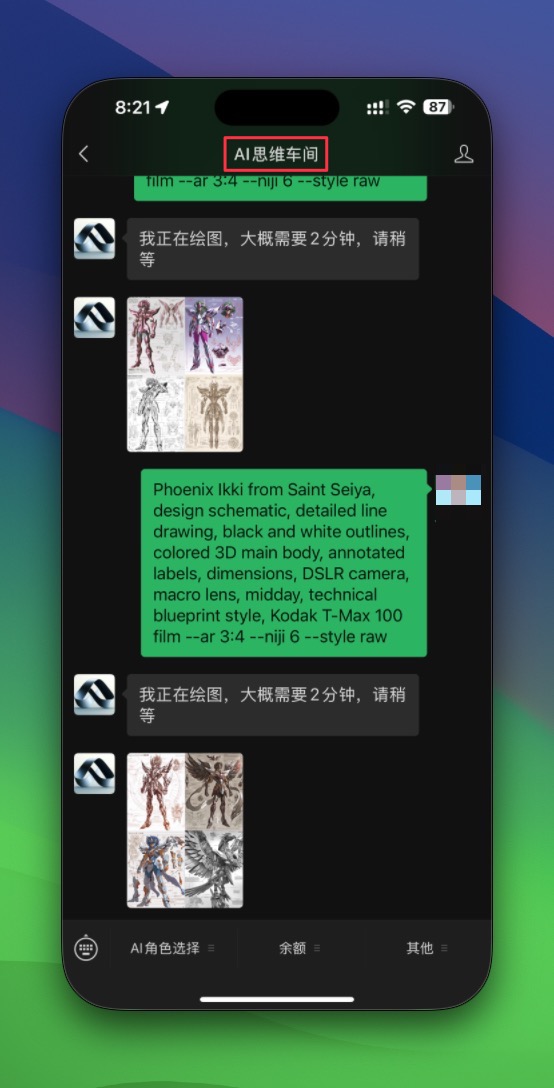 8:21
87
AI思维车间
film --ar 3:4 --niji 6 --style raw
我正在绘图，大概需要2分钟，请稍
等
Phoenix Ikki from Saint Seiya,
design schematic, detailed line
drawing, black and white outlines,
colored 3D main body, annotated
labels, dimensions, DSLR camera,
macro lens, midday, technical
blueprint style, Kodak T-Max 100
film --ar 3:4 --niji 6 --style raw
我正在绘图，大概需要2分钟，请稍
等
AI角色选择
余额
其他